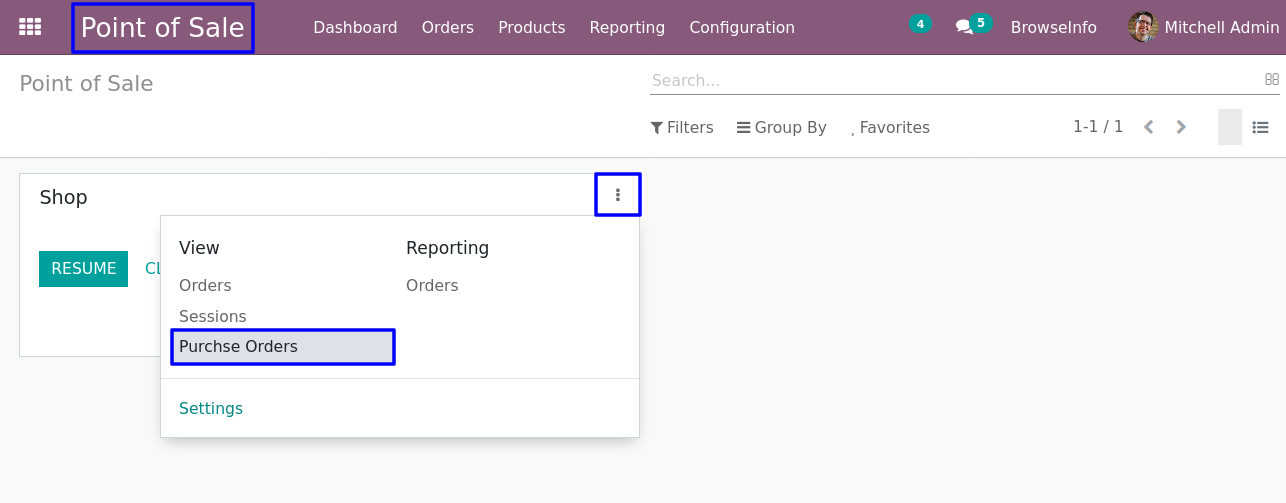 Point of Sale Dashboard Orders Products Reporting Configuration 4 5 BrowseInfo Mitchell Admin
Point of Sale
Search...
Filters Group By Favorites 1-1 / 1
Shop
View Reporting
RESUME CL
Orders Orders
Sessions
Purchse Orders
Settings